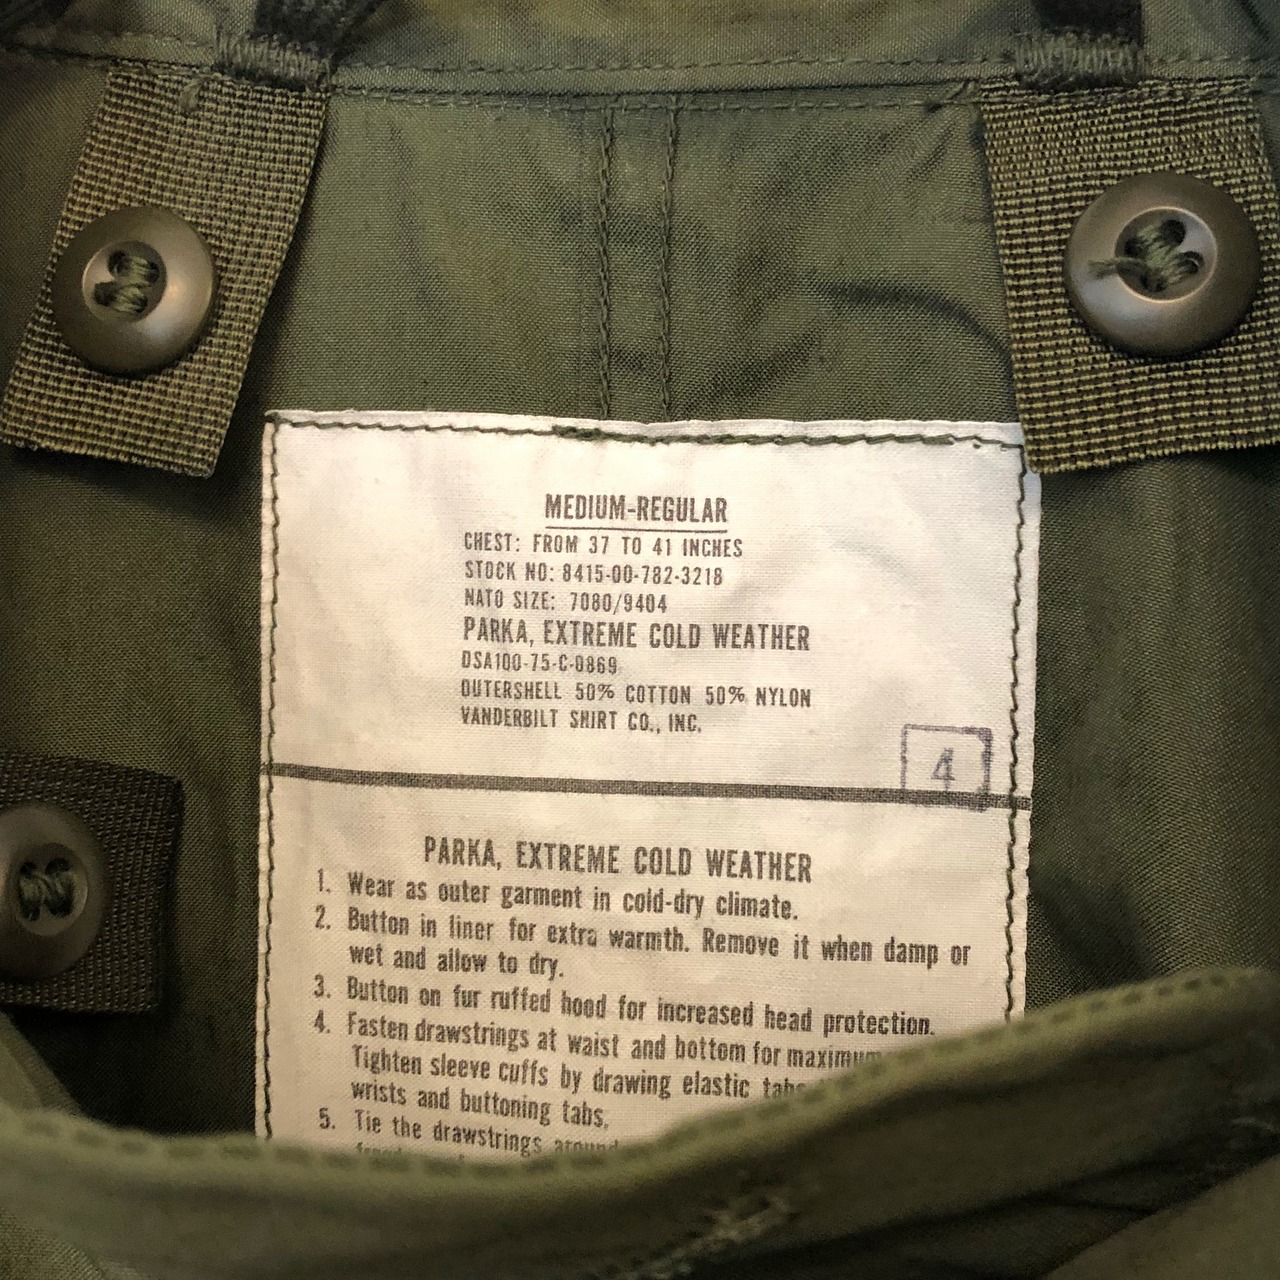 MEDIUM-REGULAR
CHEST: FROM 37 TO 41 INCHES
STOCK NO: 8415-00-782-3218
NATO SIZE: 7080/9404
PARKA, EXTREME COLD WEATHER
DSA100-75-C-0869
OUTERSHELL 50% COTTON 50% NYLON
VANDERBILT SHIRT CO., INC.
4
PARKA, EXTREME COLD WEATHER
1. Wear as outer garment in cold-dry climate.
2. Button in liner for extra warmth. Remove it when damp or
wet and allow to dry.
3. Button on fur ruffed hood for increased head protection.
4. Fasten drawstrings at waist and bottom for maximum
Tighten sleeve cuffs by drawing elastic tabs
wrists and buttoning tabs.
5. Tie the drawstrings around